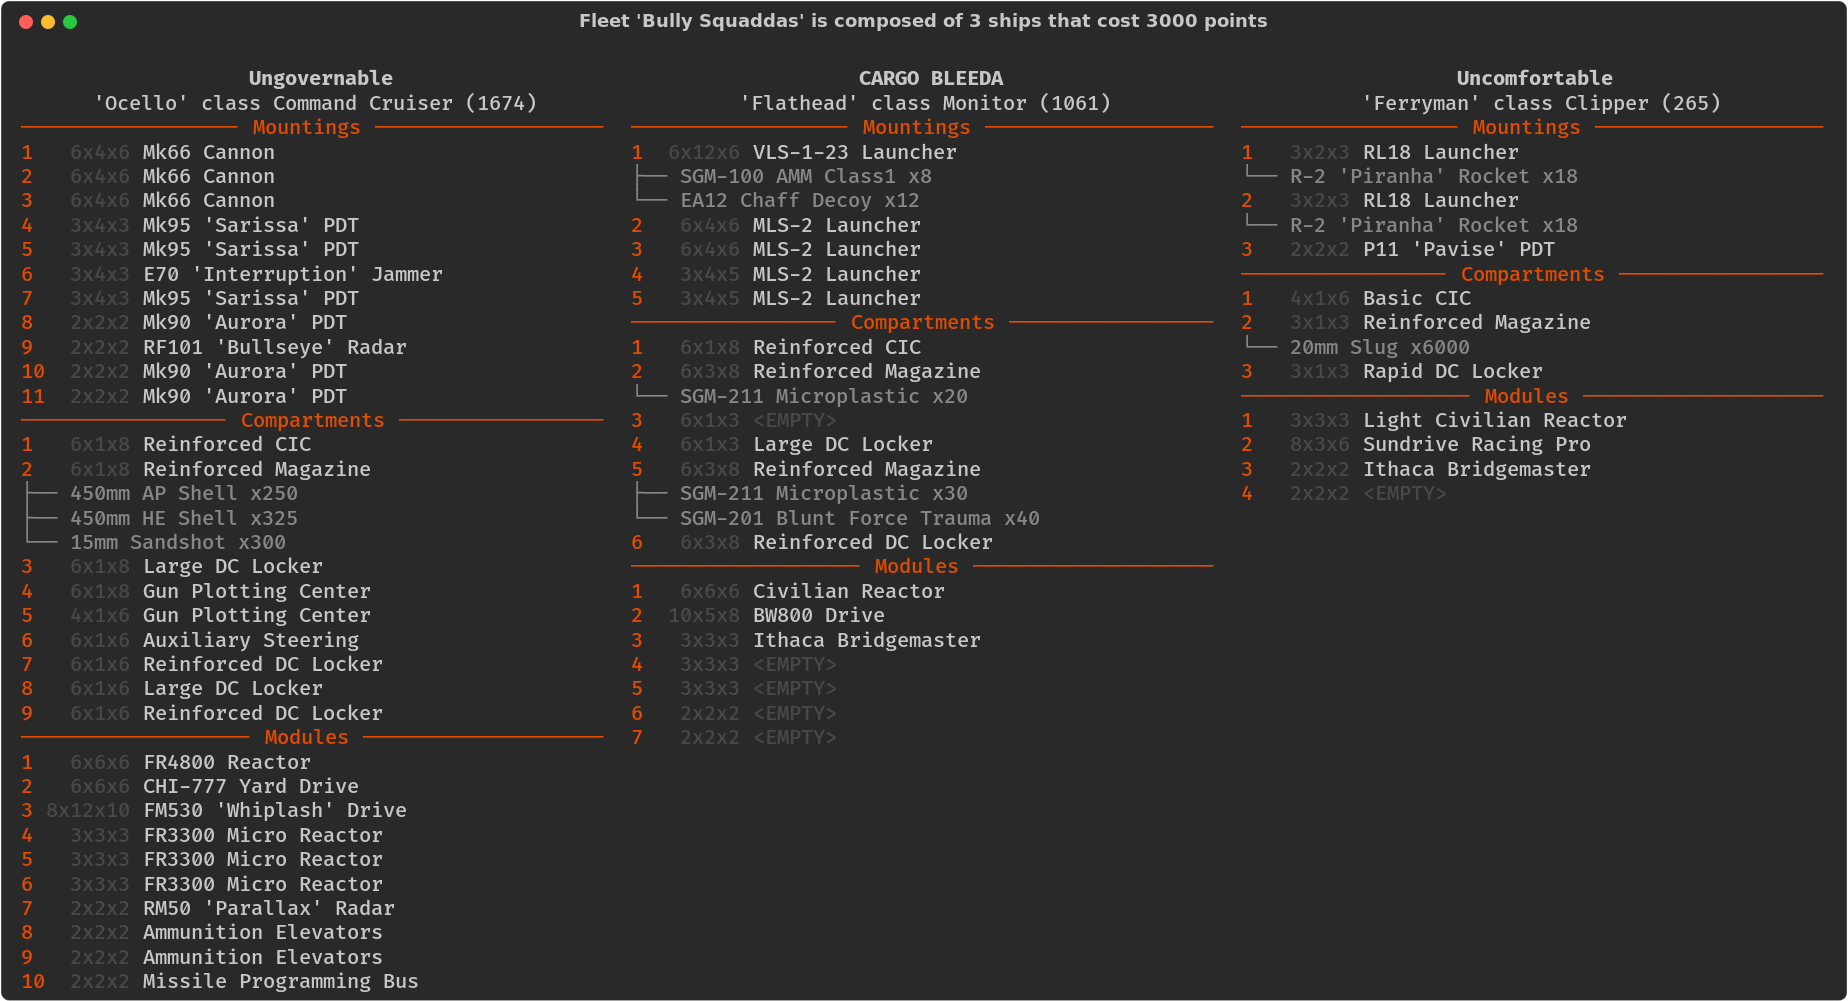 Fleet 'Bully Squaddas' is composed of 3 ships that cost 3000 points
Ungovernable
'Ocello' class Command Cruiser (1674)
Mountings
1 6x4x6 Mk66 Cannon
2 6x4x6 Mk66 Cannon
3 6x4x6 Mk66 Cannon
4 3x4x3 Mk95 'Sarissa' PDT
5 3x4x3 Mk95 'Sarissa' PDT
6 3x4x3 E70 'Interruption' Jammer
7 3x4x3 Mk95 'Sarissa' PDT
8 2x2x2 Mk90 'Aurora' PDT
9 2x2x2 RF101 'Bullseye' Radar
10 2x2x2 Mk90 'Aurora' PDT
11 2x2x2 Mk90 'Aurora' PDT
Compartments
1 6x1x8 Reinforced CIC
2 6x1x8 Reinforced Magazine
450mm AP Shell x250
450mm HE Shell x325
15mm Sandshot x300
3 6x1x8 Large DC Locker
4 6x1x8 Gun Plotting Center
5 4x1x6 Gun Plotting Center
6 6x1x6 Auxiliary Steering
7 6x1x6 Reinforced DC Locker
8 6x1x6 Large DC Locker
9 6x1x6 Reinforced DC Locker
Modules
1 6x6x6 FR4800 Reactor
2 6x6x6 CHI-777 Yard Drive
3 8x12x10 FM530 'Whiplash' Drive
4 3x3x3 FR3300 Micro Reactor
5 3x3x3 FR3300 Micro Reactor
6 3x3x3 FR3300 Micro Reactor
7 2x2x2 RM50 'Parallax' Radar
8 2x2x2 Ammunition Elevators
9 2x2x2 Ammunition Elevators
10 2x2x2 Missile Programming Bus
CARGO BLEEDA
'Flathead' class Monitor (1061)
Mountings
1 6x12x6 VLS-1-23 Launcher
SGM-100 AMM Class1 x8
EA12 Chaff Decoy x12
2 6x4x6 MLS-2 Launcher
3 6x4x6 MLS-2 Launcher
4 3x4x5 MLS-2 Launcher
5 3x4x5 MLS-2 Launcher
Compartments
1 6x1x8 Reinforced CIC
2 6x3x8 Reinforced Magazine
SGM-211 Microplastic x20
3 6x1x3 <EMPTY>
4 6x1x3 Large DC Locker
5 6x3x8 Reinforced Magazine
SGM-211 Microplastic x30
SGM-201 Blunt Force Trauma x40
6 6x3x8 Reinforced DC Locker
Modules
1 6x6x6 Civilian Reactor
2 10x5x8 BW800 Drive
3 3x3x3 Ithaca Bridgemaster
4 3x3x3 <EMPTY>
5 3x3x3 <EMPTY>
6 2x2x2 <EMPTY>
7 2x2x2 <EMPTY>
Uncomfortable
'Ferryman' class Clipper (265)
Mountings
1 3x2x3 RL18 Launcher
R-2 'Piranha' Rocket x18
2 3x2x3 RL18 Launcher
R-2 'Piranha' Rocket x18
3 2x2x2 P11 'Pavise' PDT
Compartments
1 4x1x6 Basic CIC
2 3x1x3 Reinforced Magazine
20mm Slug x6000
3 3x1x3 Rapid DC Locker
Modules
1 3x3x3 Light Civilian Reactor
2 8x3x6 Sundrive Racing Pro
3 2x2x2 Ithaca Bridgemaster
4 2x2x2 <EMPTY>